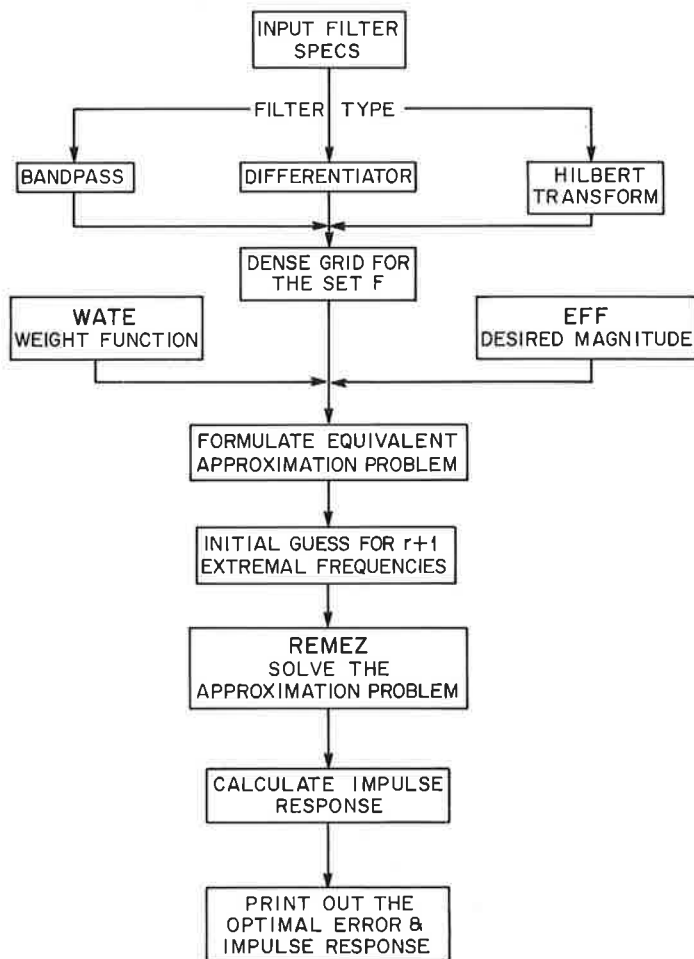 INPUT FILTER
SPECS
FILTER TYPE
BANDPASS
DIFFERENTIATOR
HILBERT
TRANSFORM
DENSE GRID FOR
THE SET F
WATE
WEIGHT FUNCTION
EFF
DESIRED MAGNITUDE
FORMULATE EQUIVALENT
APPROXIMATION PROBLEM
INITIAL GUESS FOR r+1
EXTREMAL FREQUENCIES
REMEZ
SOLVE THE
APPROXIMATION PROBLEM
CALCULATE IMPULSE
RESPONSE
PRINT OUT THE
OPTIMAL ERROR &
IMPULSE RESPONSE